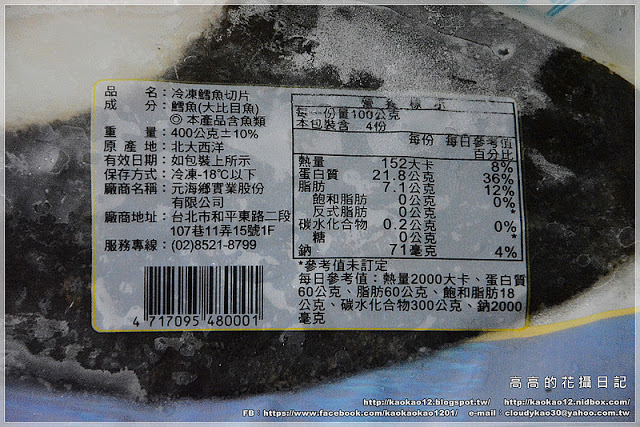 品　　名：冷凍鱈魚切片
成　　分：鱈魚(大比目魚)
◎本產品含魚類
重　　量：400公克±10%
原 產 地：北大西洋
有效日期：如包裝上所示
保存方式：冷凍-18℃以下
廠商名稱：元海鄉實業股份
有限公司
廠商地址：台北市和平東路二段
107巷11弄15號1F
服務專線：(02)8521-8799
4 717095 480001
營養標示
每一份量100公克
本包裝含 4份
每份 每日參考值
百分比
熱量 152大卡 8%
蛋白質 21.8公克 36%
脂肪 7.1公克 12%
飽和脂肪 0公克 0%
反式脂肪 0公克 *
碳水化合物 0.2公克 0%
糖 0公克 *
鈉 71毫克 4%
*參考值未訂定
每日參考值：熱量2000大卡、蛋白質
60公克、脂肪60公克、飽和脂肪18
公克、碳水化合物300公克、鈉2000
毫克
高高的花攝日記
http://kaokao12.blogspot.tw/ http://kaokao12.nidbox.com/
FB：https://www.facebook.com/kaokaokao1201/ e-mail：cloudykao30@yahoo.com.tw